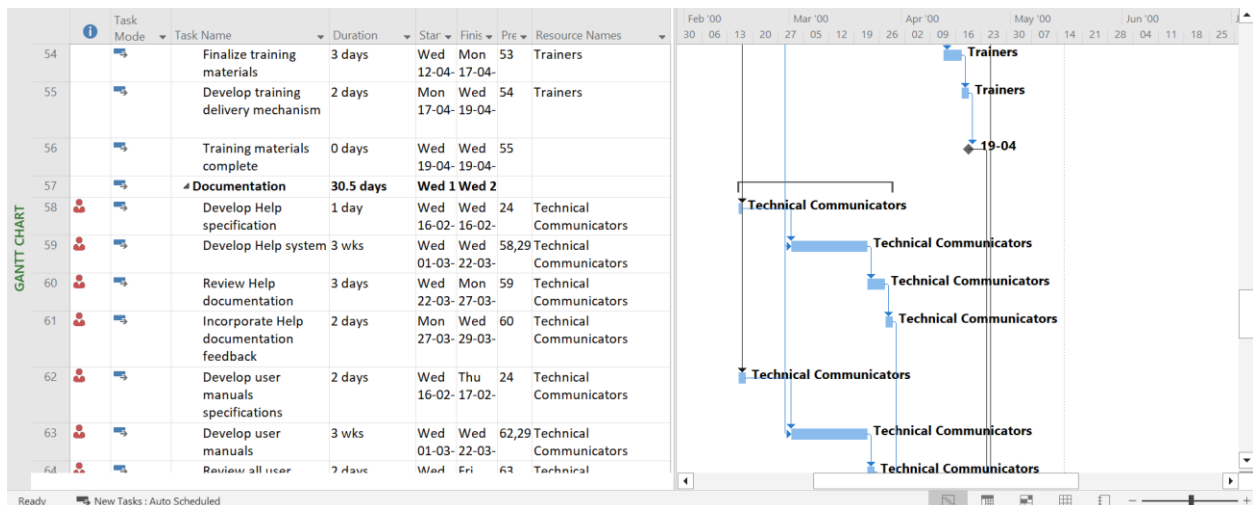 Task
Mode Task Name Duration Star Finis Pre Resource Names
Feb '00 Mar '00 Apr '00 May '00 Jun '00
30 06 13 20 27 05 12 19 26 02 09 16 23 30 07 14 21 28 04 11 18 25
GANTT CHART
54 Finalize training 3 days Wed Mon 53 Trainers
materials 12-04- 17-04-
Trainers
55 Develop training 2 days Mon Wed 54 Trainers
delivery mechanism 17-04- 19-04-
Trainers
56 Training materials 0 days Wed Wed 55
complete 19-04- 19-04-
19-04
57 Documentation 30.5 days Wed 1 Wed 2
58 Develop Help 1 day Wed Wed 24 Technical
specification 16-02- 16-02- Communicators
Technical Communicators
59 Develop Help system 3 wks Wed Wed 58,29 Technical
01-03- 22-03- Communicators
Technical Communicators
60 Review Help 3 days Wed Mon 59 Technical
documentation 22-03- 27-03- Communicators
Technical Communicators
61 Incorporate Help 2 days Mon Wed 60 Technical
documentation 27-03- 29-03- Communicators
feedback
Technical Communicators
62 Develop user 2 days Wed Thu 24 Technical
manuals 16-02- 17-02- Communicators
specifications
Technical Communicators
63 Develop user 3 wks Wed Wed 62,29 Technical
manuals 01-03- 22-03- Communicators
Technical Communicators
64 Review all user 2 days Wed Fri 63 Technical
Technical Communicators
Ready New Tasks : Auto Scheduled